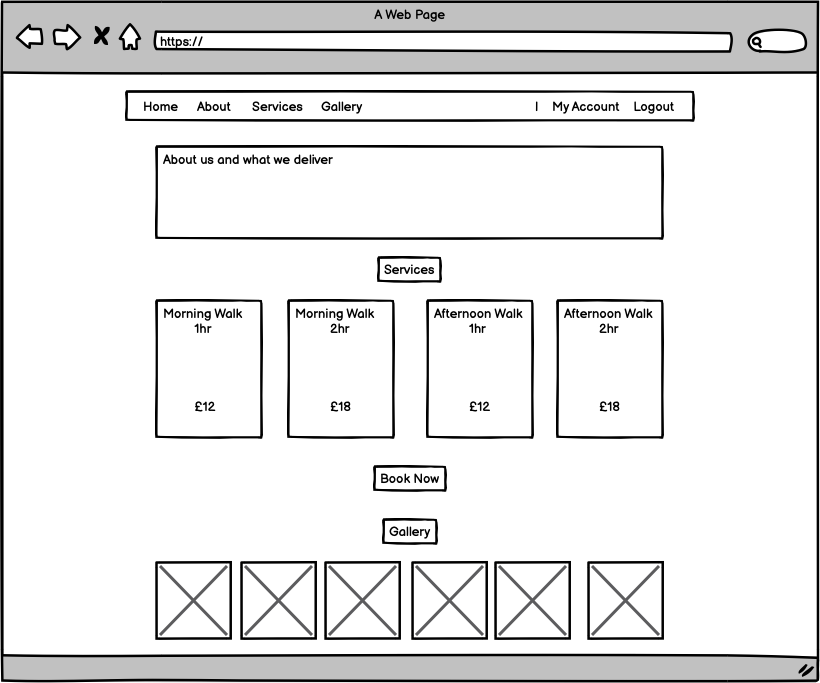 A Web Page
https://
Home About Services Gallery | My Account Logout
About us and what we deliver
Services
Morning Walk
1hr
£12
Morning Walk
2hr
£18
Afternoon Walk
1hr
£12
Afternoon Walk
2hr
£18
Book Now
Gallery